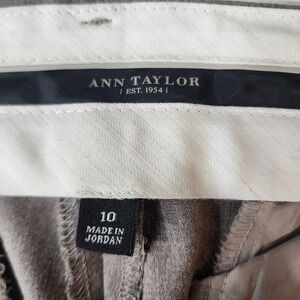 ANN TAYLOR
| EST. 1954 |
10
MADE IN
JORDAN